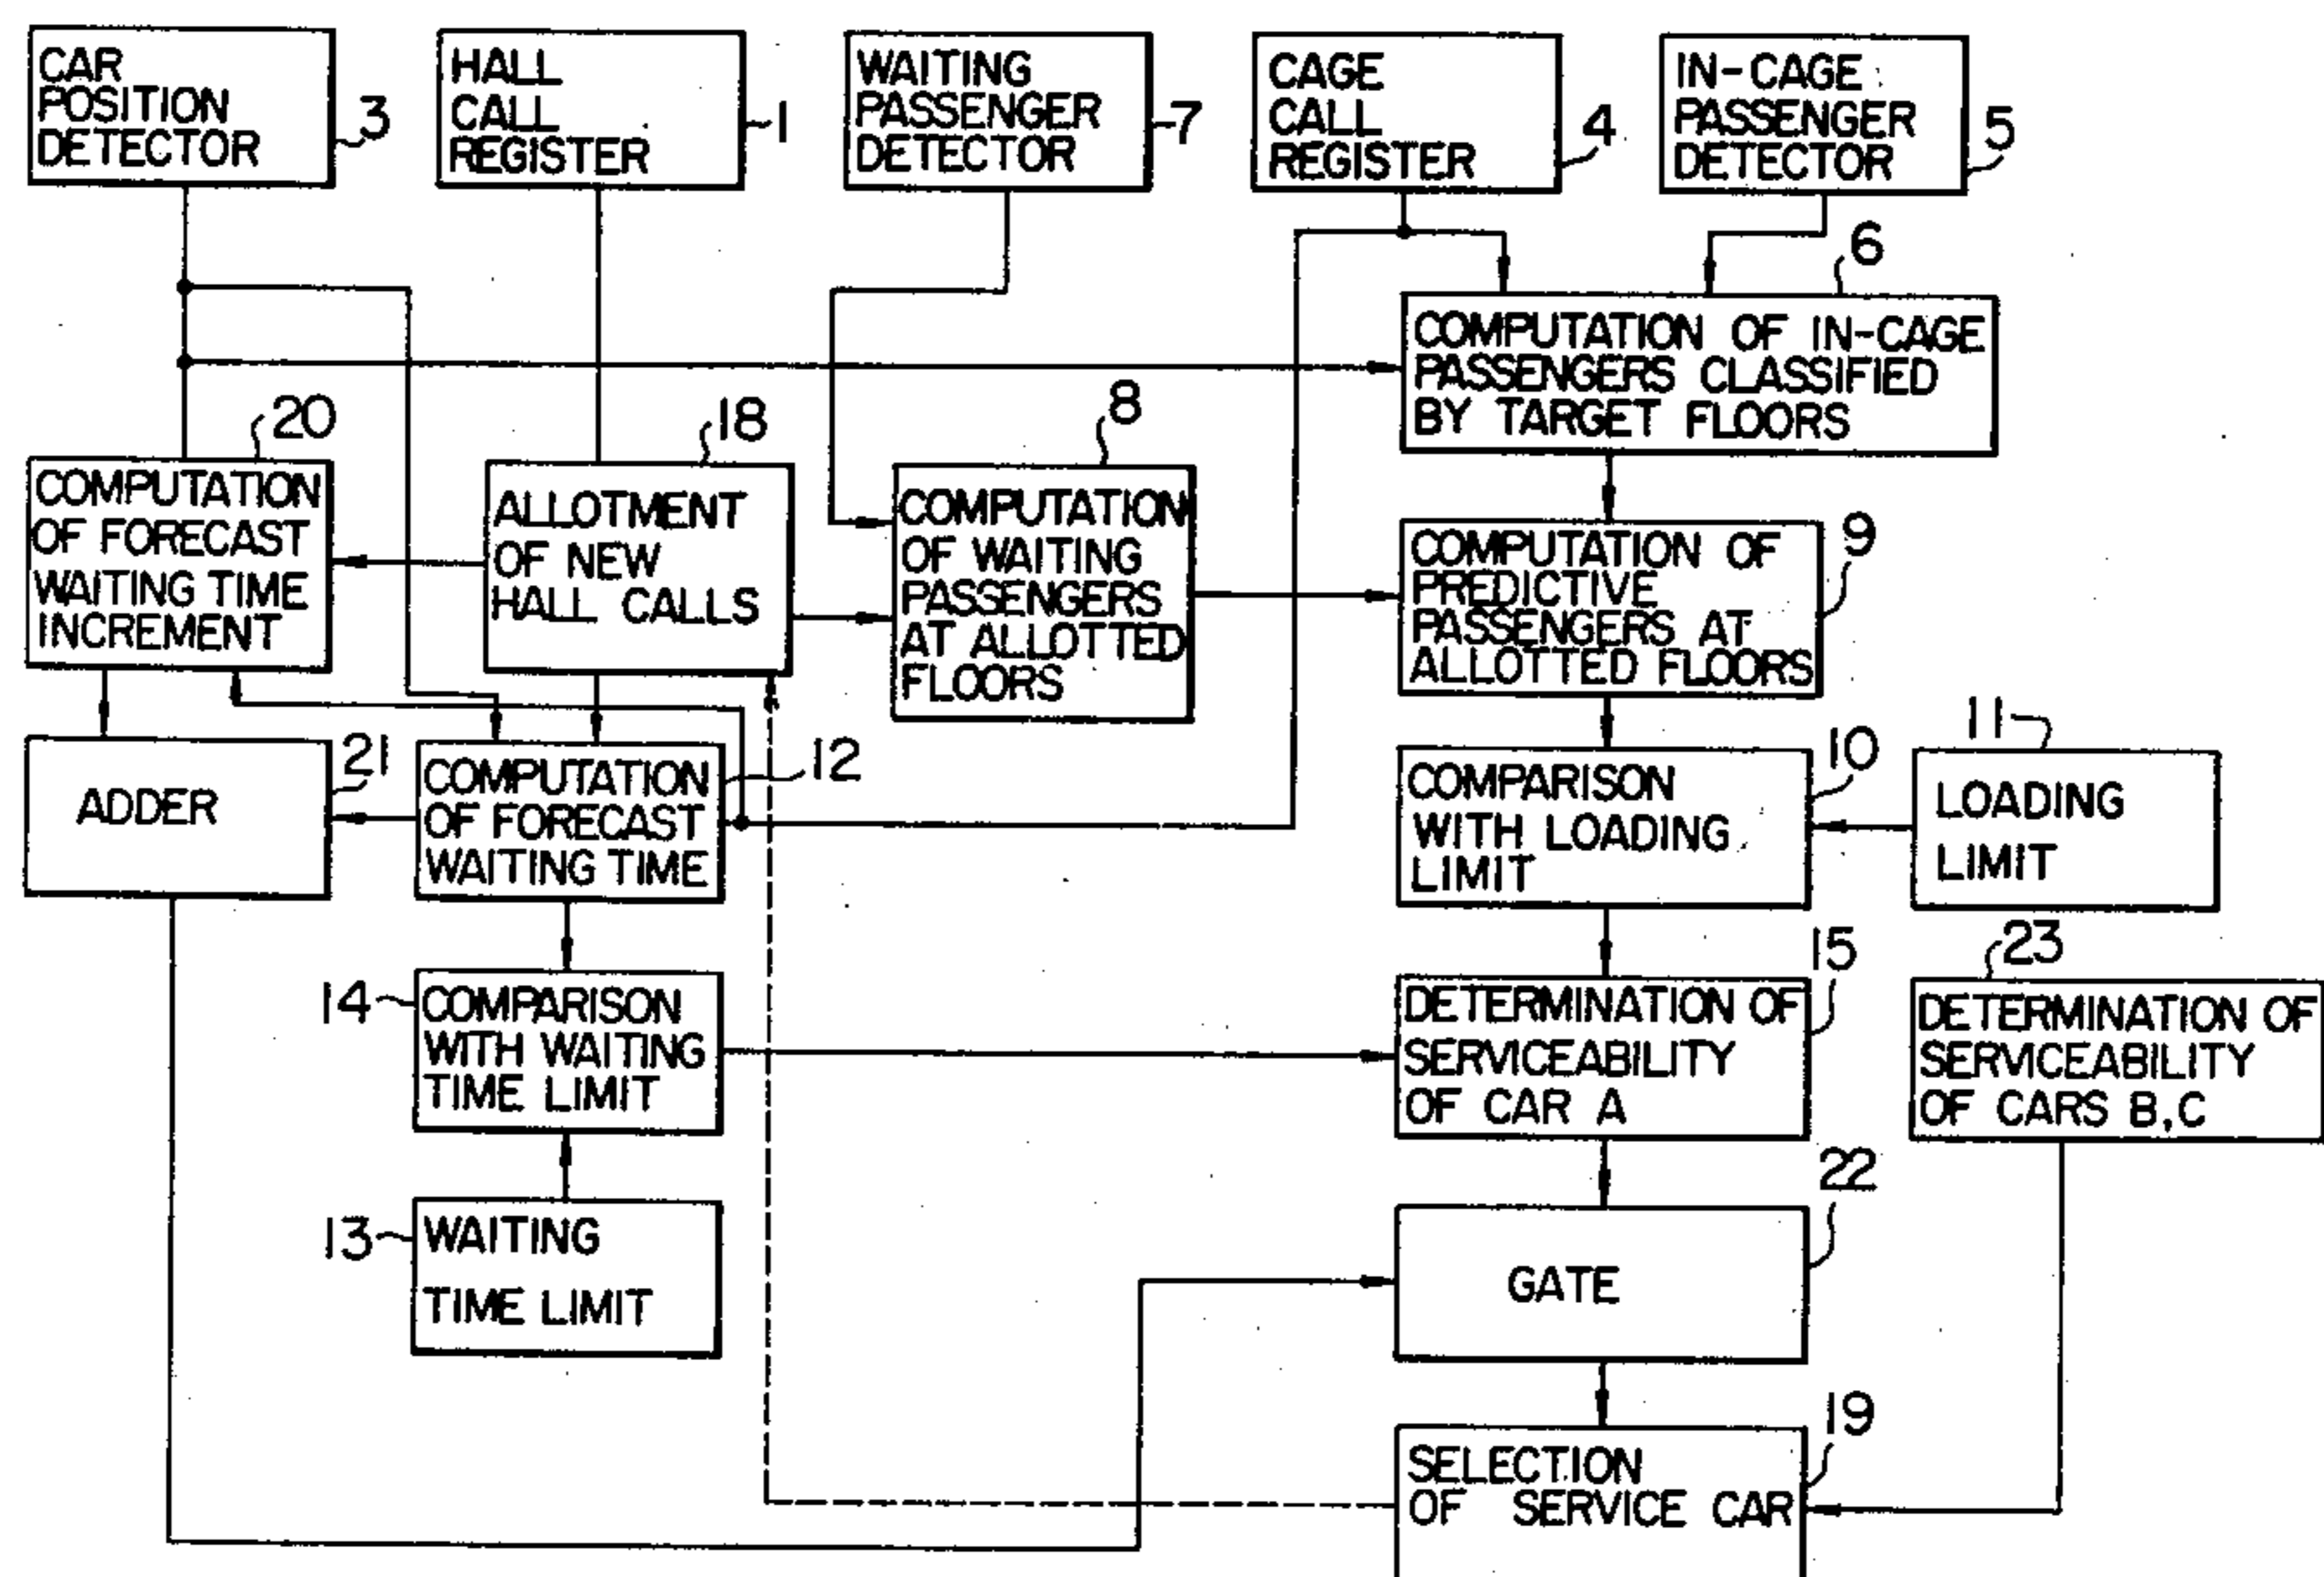 CAR
POSITION
DETECTOR
3
HALL
CALL
REGISTER
1
WAITING
PASSENGER
DETECTOR
7
CAGE
CALL
REGISTER
4
IN-CAGE
PASSENGER
DETECTOR
5
6
COMPUTATION OF IN-CAGE
PASSENGERS CLASSIFIED
BY TARGET FLOORS
20
COMPUTATION
OF FORECAST
WAITING TIME
INCREMENT
18
ALLOTMENT
OF NEW
HALL CALLS
8
COMPUTATION
OF WAITING
PASSENGERS
AT ALLOTTED
FLOORS
9
COMPUTATION OF
PREDICTIVE
PASSENGERS AT
ALLOTTED FLOORS
21
ADDER
12
COMPUTATION
OF FORECAST
WAITING TIME
10
COMPARISON
WITH LOADING
LIMIT
11
LOADING
LIMIT
14
COMPARISON
WITH WAITING
TIME LIMIT
15
DETERMINATION OF
SERVICEABILITY
OF CAR A
23
DETERMINATION OF
SERVICEABILITY
OF CARS B,C
13
WAITING
TIME LIMIT
22
GATE
19
SELECTION
OF SERVICE CAR